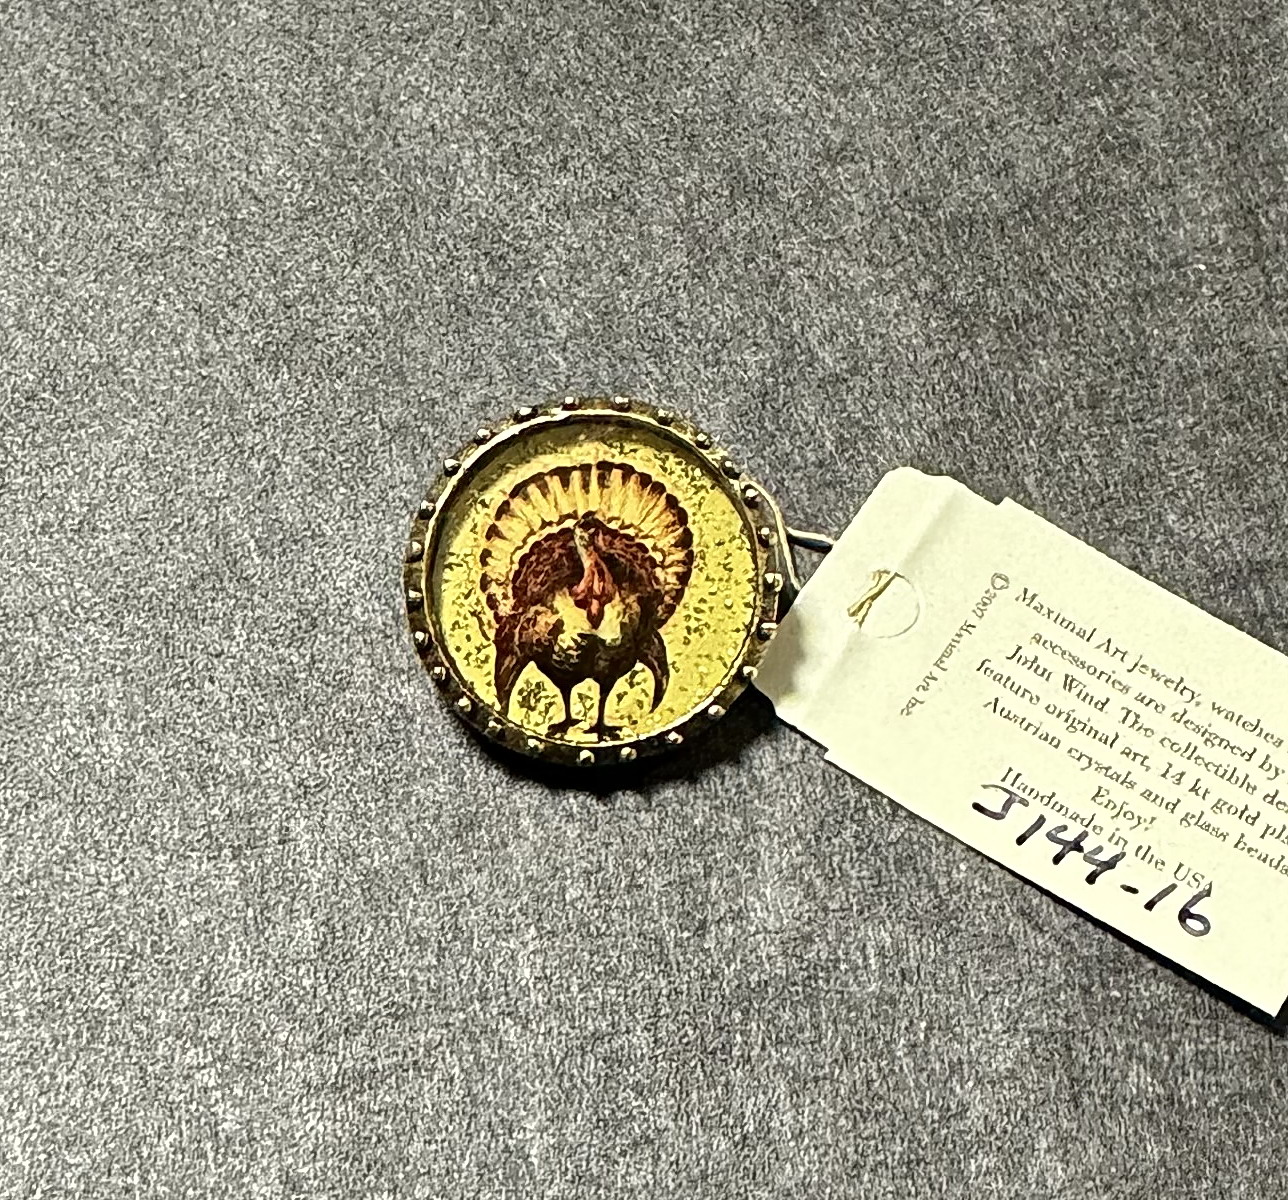 Maximal Art jewelry, watches
accessories are designed by
John Wind. The collectible de
feature original art, 14 kt gold pla
Austrian crystals and glass beads
Enjoy!
Handmade in the USA
J144-16
©2007 Maximal Art, Inc